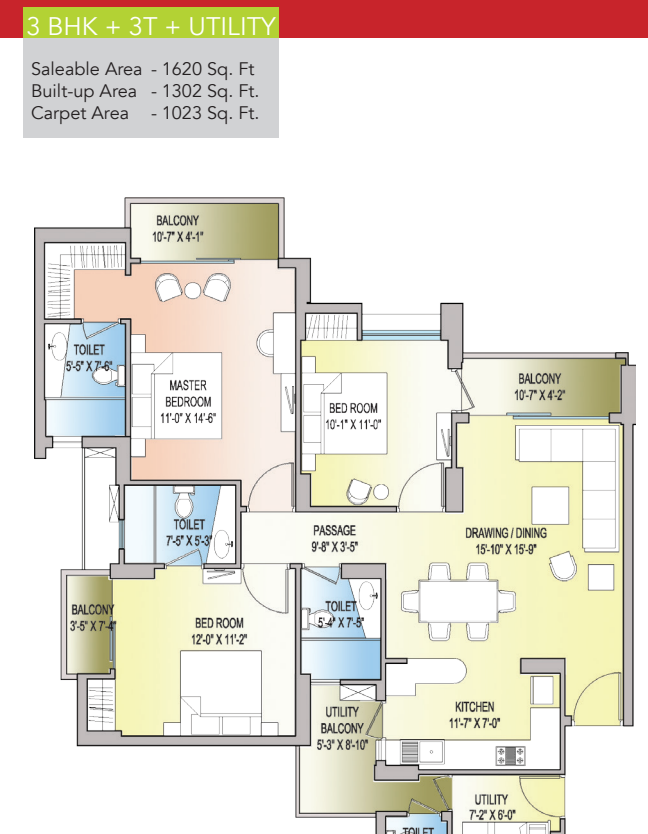 3 BHK + 3T + UTILITY
Saleable Area - 1620 Sq. Ft
Built-up Area - 1302 Sq. Ft.
Carpet Area - 1023 Sq. Ft.
BALCONY
10'-7" X 4'-1"
TOILET
5'-5" X 7'-6"
MASTER
BEDROOM
11'-0" X 14'-6"
BED ROOM
10'-1" X 11'-0"
BALCONY
10'-7" X 4'-2"
TOILET
7'-5" X 5'-3"
PASSAGE
9'-8" X 3'-5"
DRAWING / DINING
15'-10" X 15'-9"
BALCONY
3'-5" X 7'-4"
BED ROOM
12'-0" X 11'-2"
TOILET
5'-4" X 7'-5"
UTILITY
BALCONY
5'-3" X 8'-10"
KITCHEN
11'-7" X 7'-0"
UTILITY
7'-2" X 6'-0"
TOILET